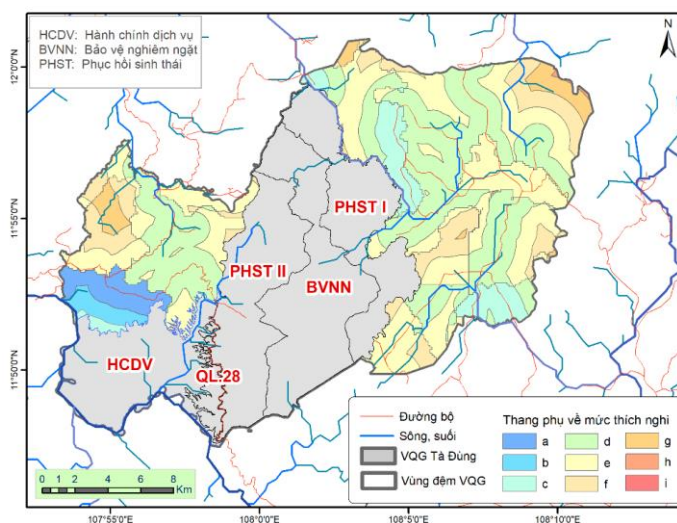 HCDV: Hành chính dịch vụ
BVNN: Bảo vệ nghiêm ngặt
PHST: Phục hồi sinh thái
N
12°0'0"N
11°55'0"N
11°50'0"N
PHST I
PHST II
BVNN
HCDV
QL.28
0 1 2 4 6 8
Km
Đường bộ
Sông, suối
VQG Tà Đùng
Vùng đệm VQG
Thang phụ về mức thích nghi
a d g
b e h
c f i
107°55'0"E 108°0'0"E 108°5'0"E 108°10'0"E